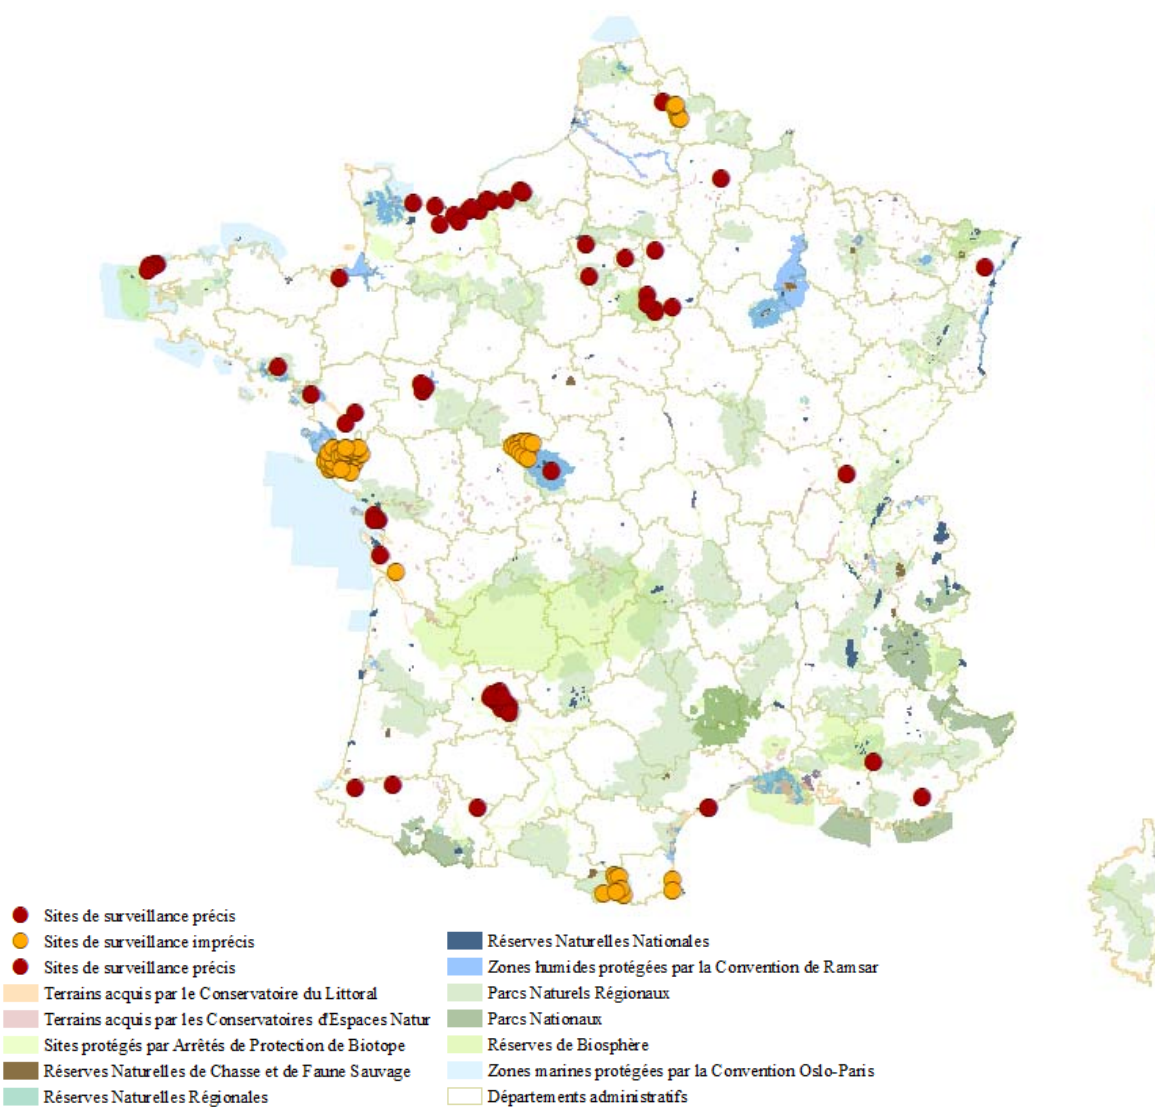 Sites de surveillance précis
Sites de surveillance imprécis
Sites de surveillance précis
Terrains acquis par le Conservatoire du Littoral
Terrains acquis par les Conservatoires d'Espaces Natur
Sites protégés par Arrêtés de Protection de Biotope
Réserves Naturelles de Chasse et de Faune Sauvage
Réserves Naturelles Régionales
Réserves Naturelles Nationales
Zones humides protégées par la Convention de Ramsar
Parcs Naturels Régionaux
Parcs Nationaux
Réserves de Biosphère
Zones marines protégées par la Convention Oslo-Paris
Départements administratifs